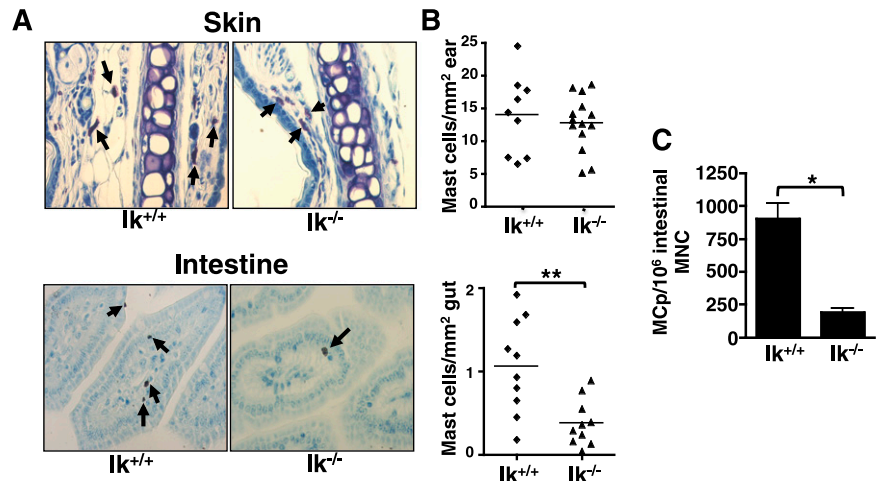 A
Skin
Ik+/+
Ik-/-
Intestine
Ik+/+
Ik-/-
B
Mast cells/mm² ear
25
20
15
10
5
0
Ik+/+
Ik-/-
Mast cells/mm² gut
2
1
0
**
Ik+/+
Ik-/-
C
MCp/10⁶ intestinal
MNC
1250
1000
750
500
250
0
*
Ik+/+
Ik-/-